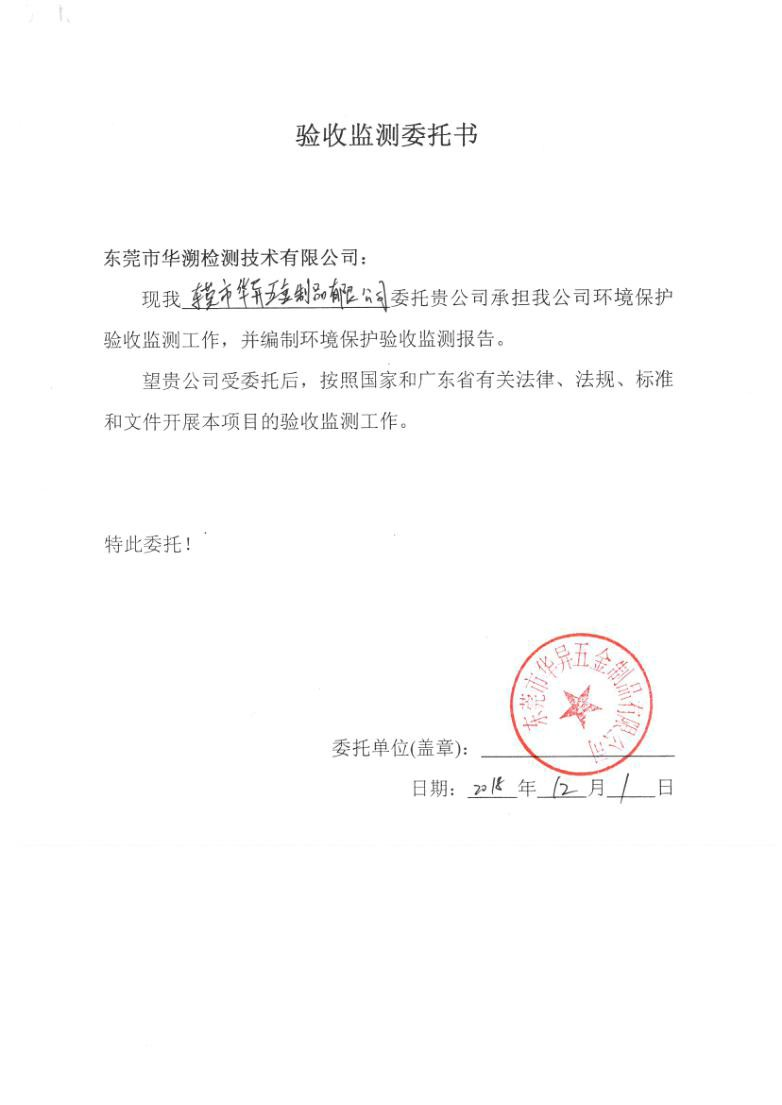 验收监测委托书
东莞市华溯检测技术有限公司：
现我 东莞市华异五金制品有限公司 委托贵公司承担我公司环境保护
验收监测工作，并编制环境保护验收监测报告。
望贵公司受委托后，按照国家和广东省有关法律、法规、标准
和文件开展本项目的验收监测工作。
特此委托！
东莞市华异五金制品有限公司
委托单位(盖章)：
日期：2018年12月1日